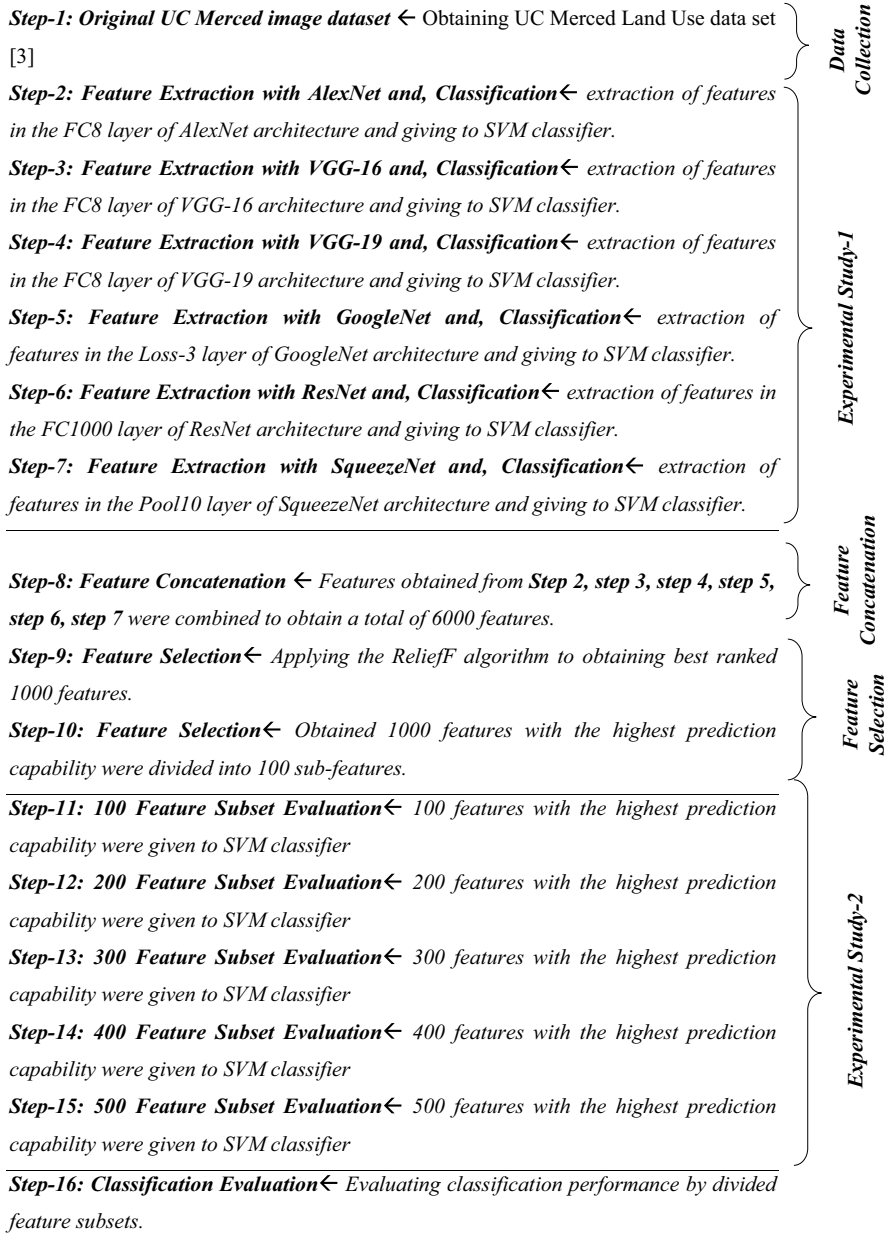 Step-1: Original UC Merced image dataset ← Obtaining UC Merced Land Use data set
[3]
Data
Collection
Step-2: Feature Extraction with AlexNet and, Classification← extraction of features
in the FC8 layer of AlexNet architecture and giving to SVM classifier.
Step-3: Feature Extraction with VGG-16 and, Classification← extraction of features
in the FC8 layer of VGG-16 architecture and giving to SVM classifier.
Step-4: Feature Extraction with VGG-19 and, Classification← extraction of features
in the FC8 layer of VGG-19 architecture and giving to SVM classifier.
Step-5: Feature Extraction with GoogleNet and, Classification← extraction of
features in the Loss-3 layer of GoogleNet architecture and giving to SVM classifier.
Step-6: Feature Extraction with ResNet and, Classification← extraction of features in
the FC1000 layer of ResNet architecture and giving to SVM classifier.
Step-7: Feature Extraction with SqueezeNet and, Classification← extraction of
features in the Pool10 layer of SqueezeNet architecture and giving to SVM classifier.
Experimental Study-1
Step-8: Feature Concatenation ← Features obtained from Step 2, step 3, step 4, step 5,
step 6, step 7 were combined to obtain a total of 6000 features.
Feature
Concatenation
Step-9: Feature Selection← Applying the ReliefF algorithm to obtaining best ranked
1000 features.
Step-10: Feature Selection← Obtained 1000 features with the highest prediction
capability were divided into 100 sub-features.
Feature
Selection
Step-11: 100 Feature Subset Evaluation← 100 features with the highest prediction
capability were given to SVM classifier
Step-12: 200 Feature Subset Evaluation← 200 features with the highest prediction
capability were given to SVM classifier
Step-13: 300 Feature Subset Evaluation← 300 features with the highest prediction
capability were given to SVM classifier
Step-14: 400 Feature Subset Evaluation← 400 features with the highest prediction
capability were given to SVM classifier
Step-15: 500 Feature Subset Evaluation← 500 features with the highest prediction
capability were given to SVM classifier
Experimental Study-2
Step-16: Classification Evaluation← Evaluating classification performance by divided
feature subsets.